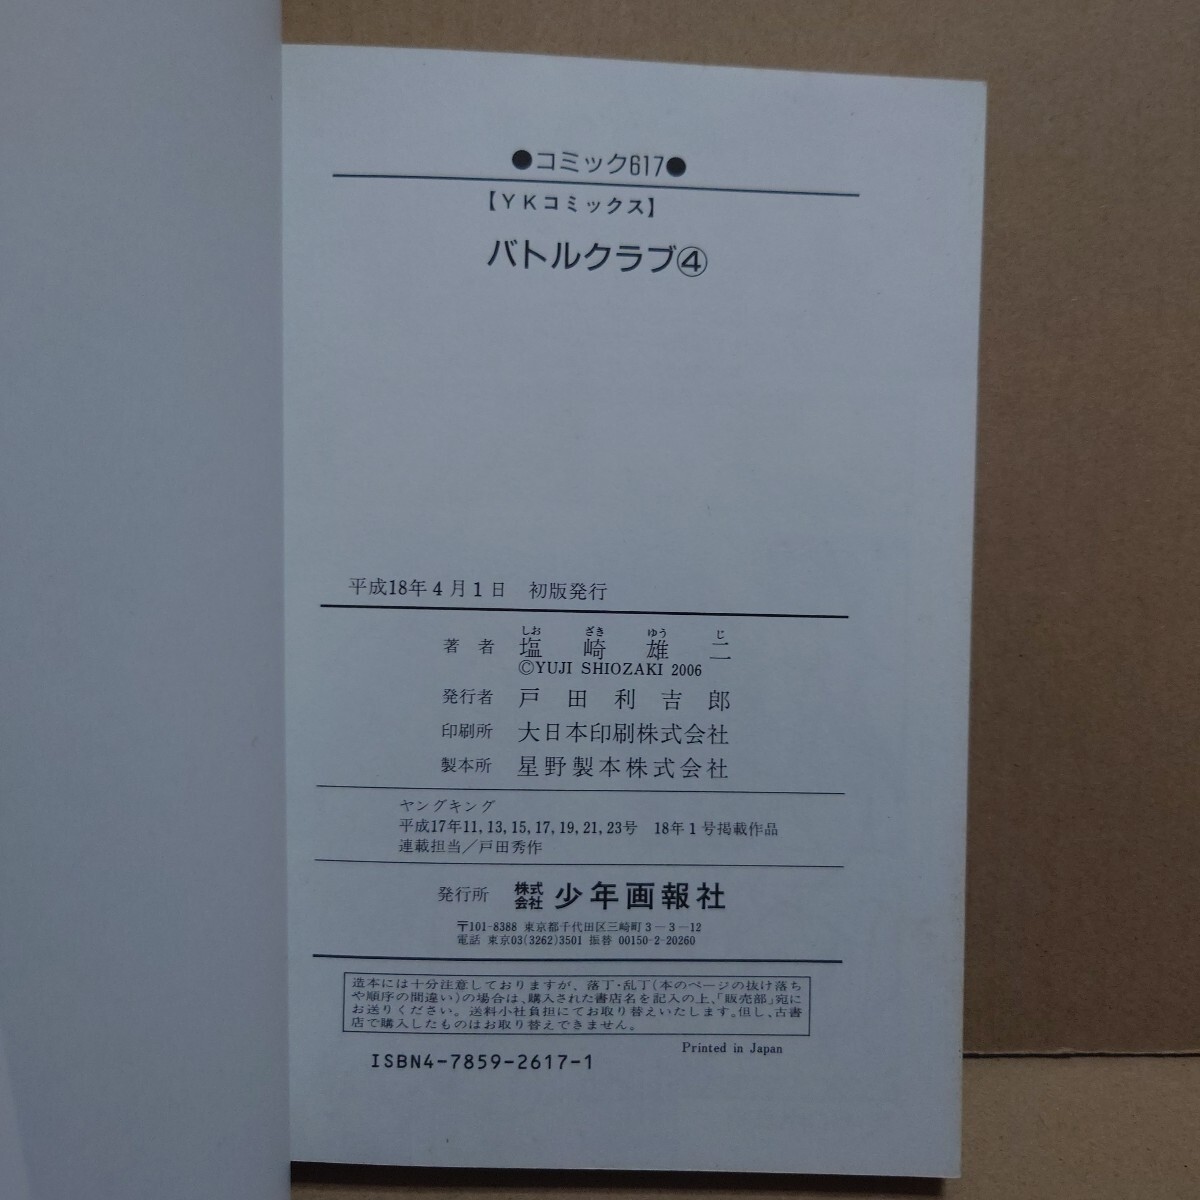 ●コミック617●
【YKコミックス】
バトルクラブ④
平成18年4月1日 初版発行
しお ざき ゆう じ
著者 塩崎雄二
©YUJI SHIOZAKI 2006
発行者 戸田利吉郎
印刷所 大日本印刷株式会社
製本所 星野製本株式会社
ヤングキング
平成17年11,13,15,17,19,21,23号 18年1号掲載作品
連載担当/戸田秀作
発行所 株式会社 少年画報社
〒101-8388 東京都千代田区三崎町3-3-12
電話 東京03(3262)3501 振替 00150-2-20260
造本には十分注意しておりますが、落丁・乱丁(本のページの抜け落ち
や順序の間違い)の場合は、購入された書店名を記入の上、「販売部」宛に
お送りください。送料小社負担にてお取り替えいたします。但し、古書
店で購入したものはお取り替えできません。
Printed in Japan
ISBN4-7859-2617-1